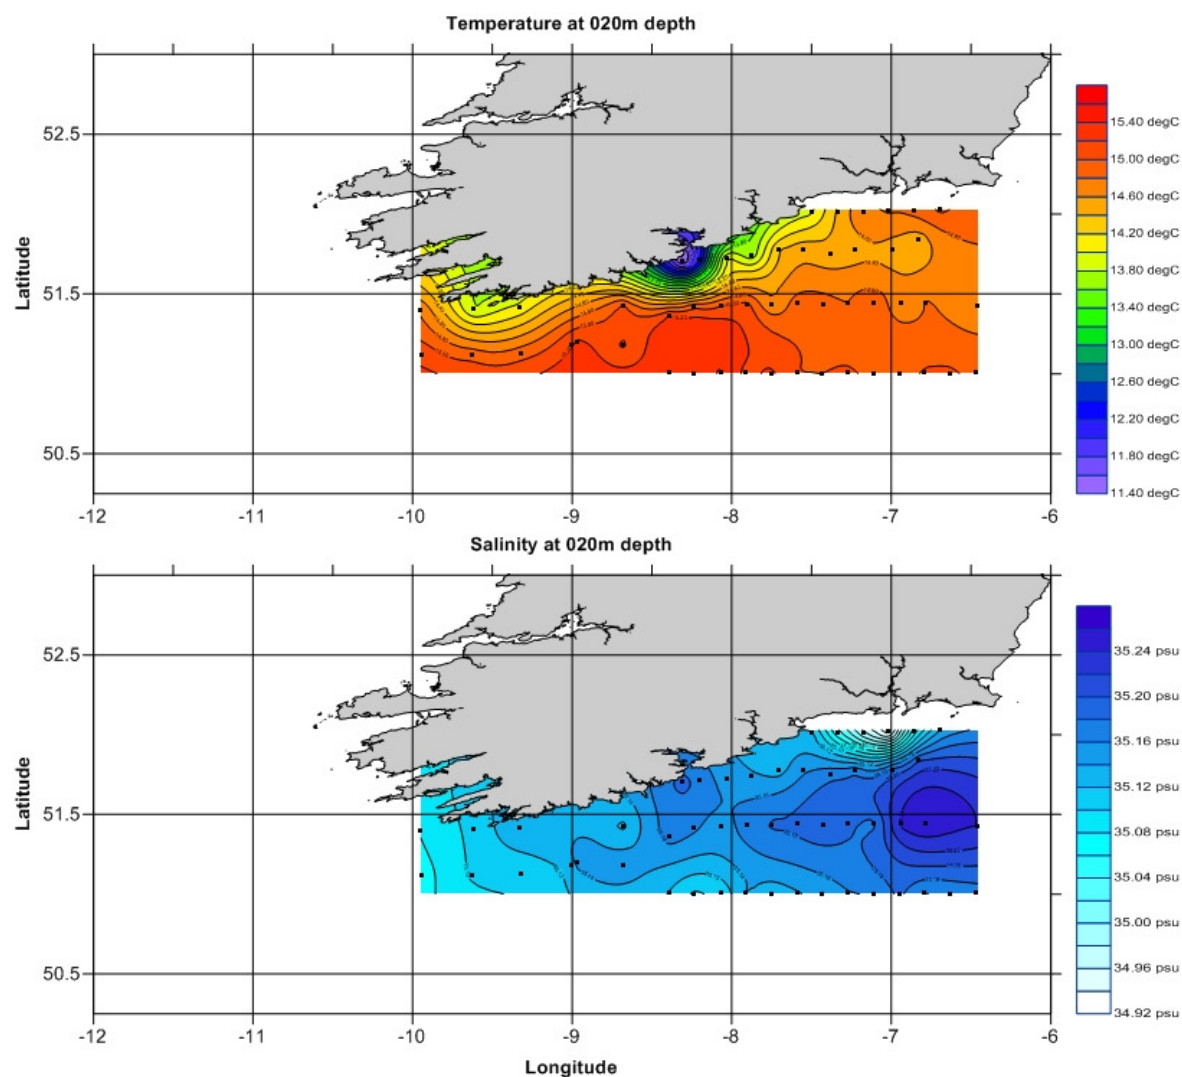 Temperature at 020m depth
52.5
51.5
50.5
Latitude
-12 -11 -10 -9 -8 -7 -6
15.40 degC
15.00 degC
14.60 degC
14.20 degC
13.80 degC
13.40 degC
13.00 degC
12.60 degC
12.20 degC
11.80 degC
11.40 degC
Salinity at 020m depth
52.5
51.5
50.5
Latitude
-12 -11 -10 -9 -8 -7 -6
Longitude
35.24 psu
35.20 psu
35.16 psu
35.12 psu
35.08 psu
35.04 psu
35.00 psu
34.96 psu
34.92 psu